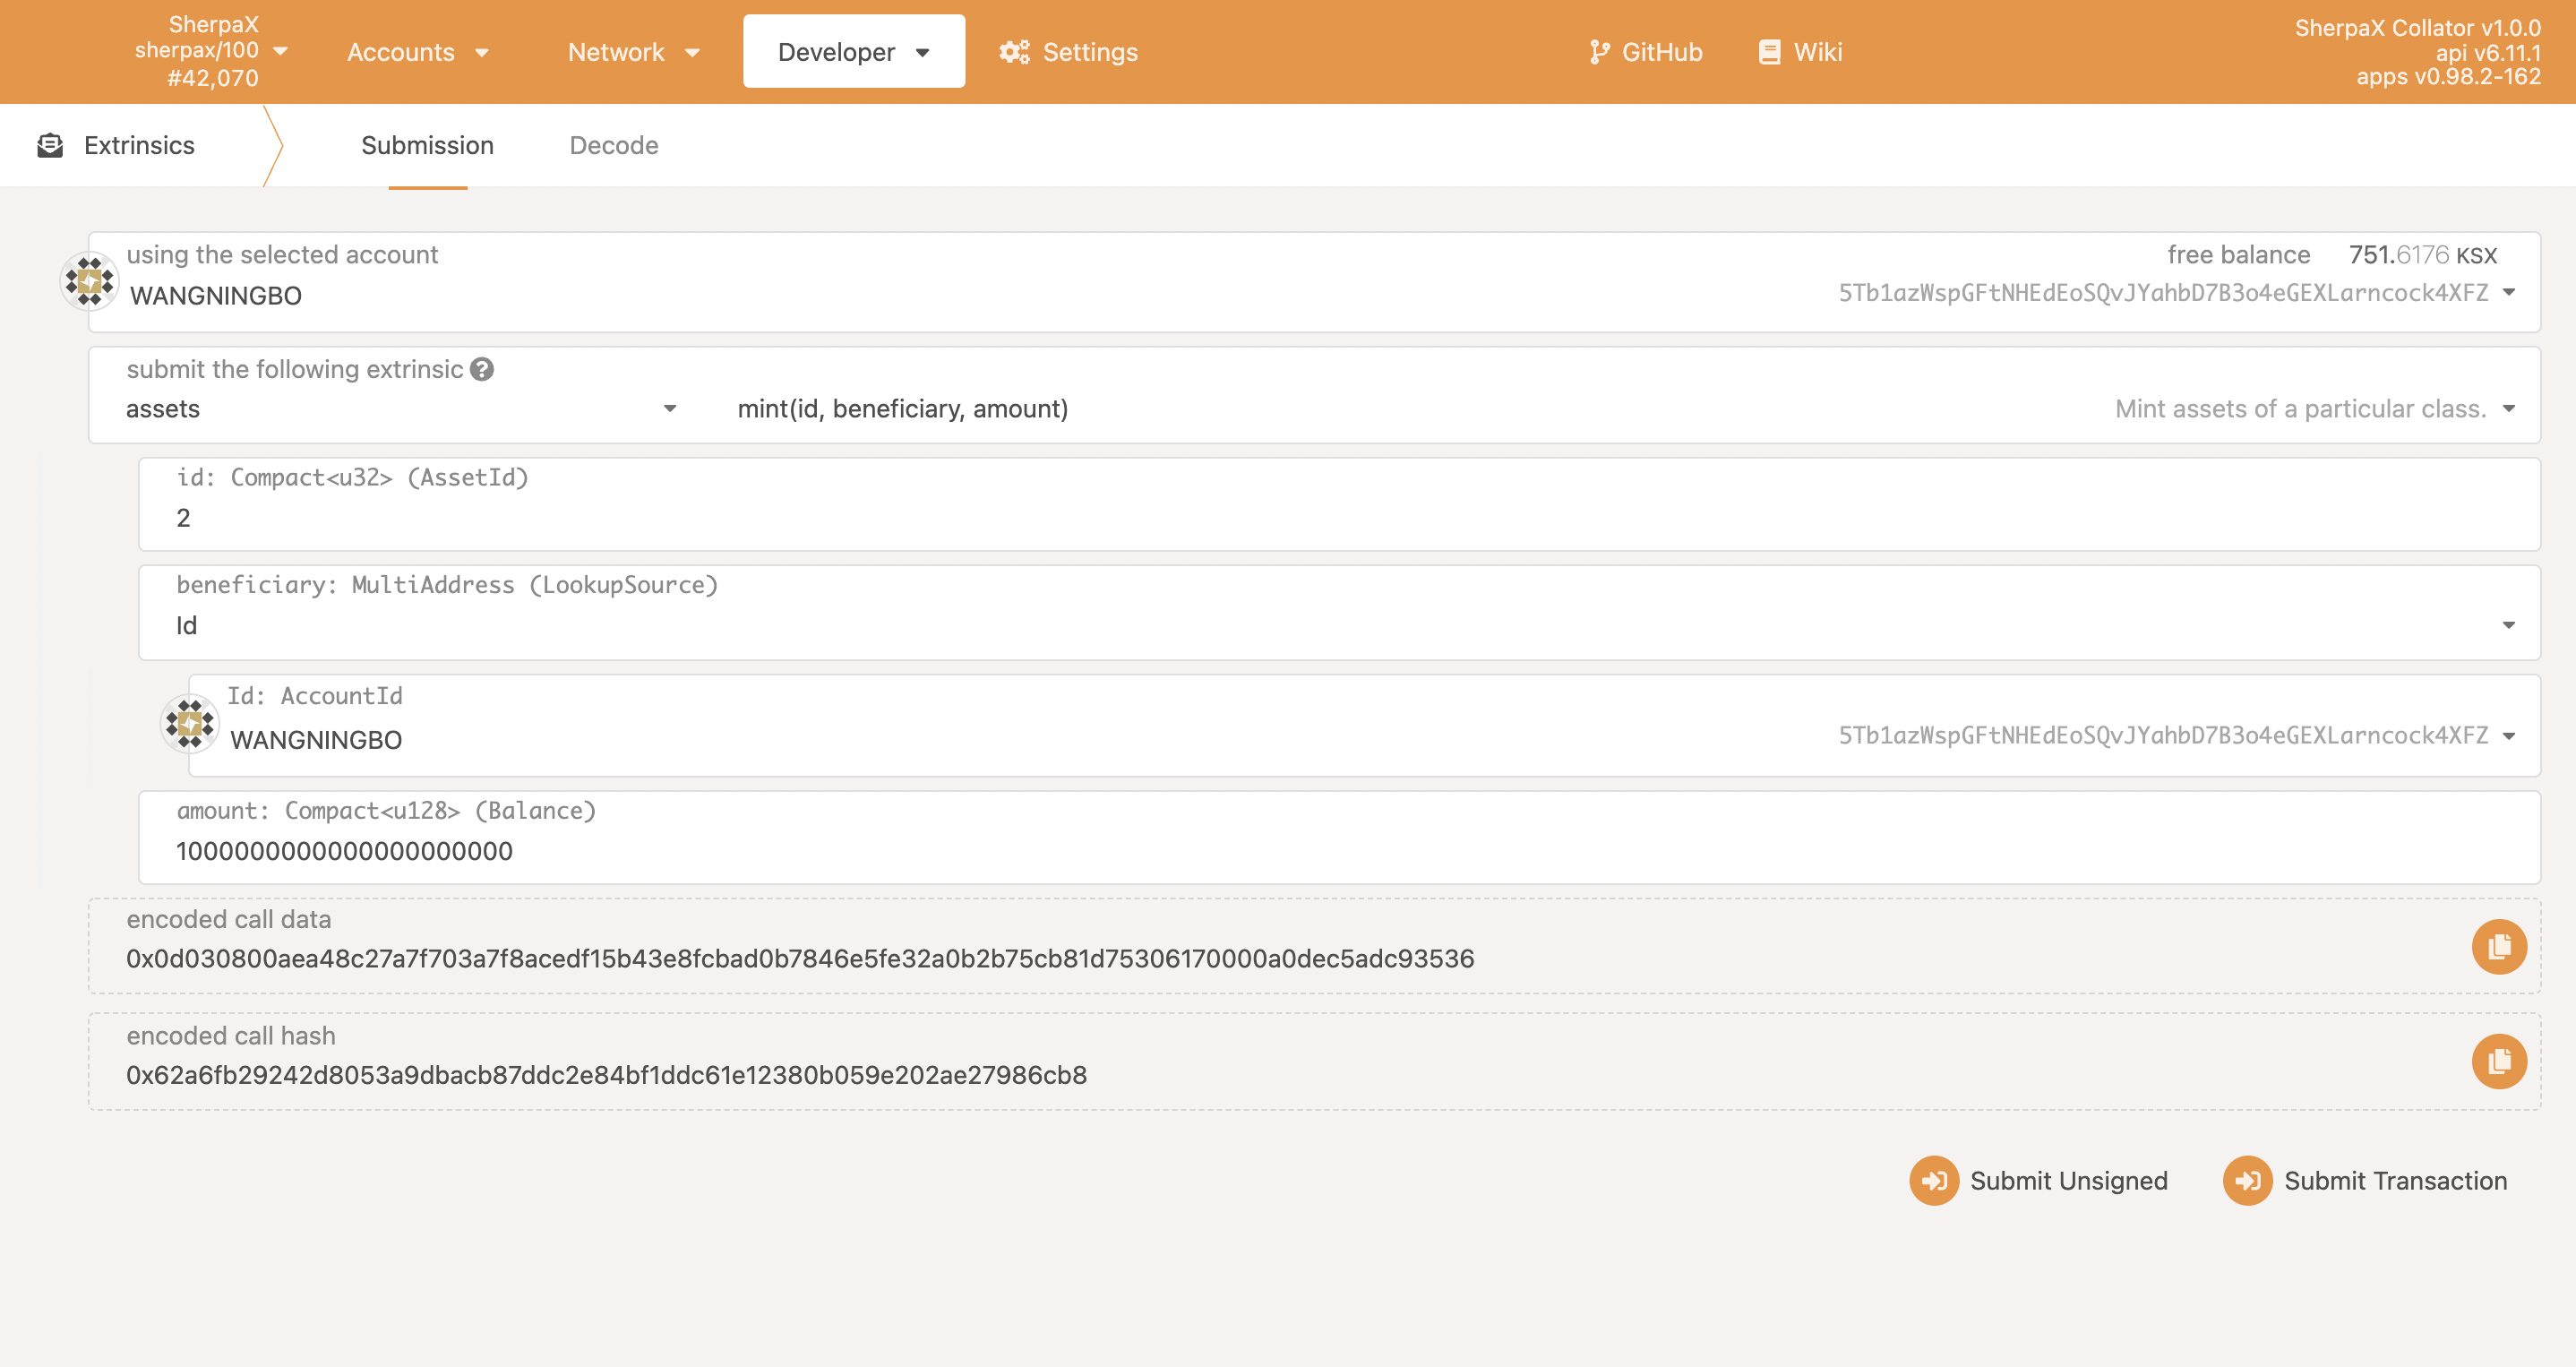 SherpaX
sherpax/100
#42,070
Accounts
Network
Developer
Settings
GitHub
Wiki
SherpaX Collator v1.0.0
api v6.11.1
apps v0.98.2-162
Extrinsics
Submission
Decode
using the selected account
WANGNINGBO
free balance 751.6176 KSX
5Tb1azWspGFtNHEdEoSQvJYahbD7B3o4eGEXLarncock4XFZ
submit the following extrinsic
assets
mint(id, beneficiary, amount)
Mint assets of a particular class.
id: Compact<u32> (AssetId)
2
beneficiary: MultiAddress (LookupSource)
Id
Id: AccountId
WANGNINGBO
5Tb1azWspGFtNHEdEoSQvJYahbD7B3o4eGEXLarncock4XFZ
amount: Compact<u128> (Balance)
1000000000000000000000
encoded call data
0x0d030800aea48c27a7f703a7f8acedf15b43e8fcbad0b7846e5fe32a0b2b75cb81d75306170000a0dec5adc93536
encoded call hash
0x62a6fb29242d8053a9dbacb87ddc2e84bf1ddc61e12380b059e202ae27986cb8
Submit Unsigned
Submit Transaction